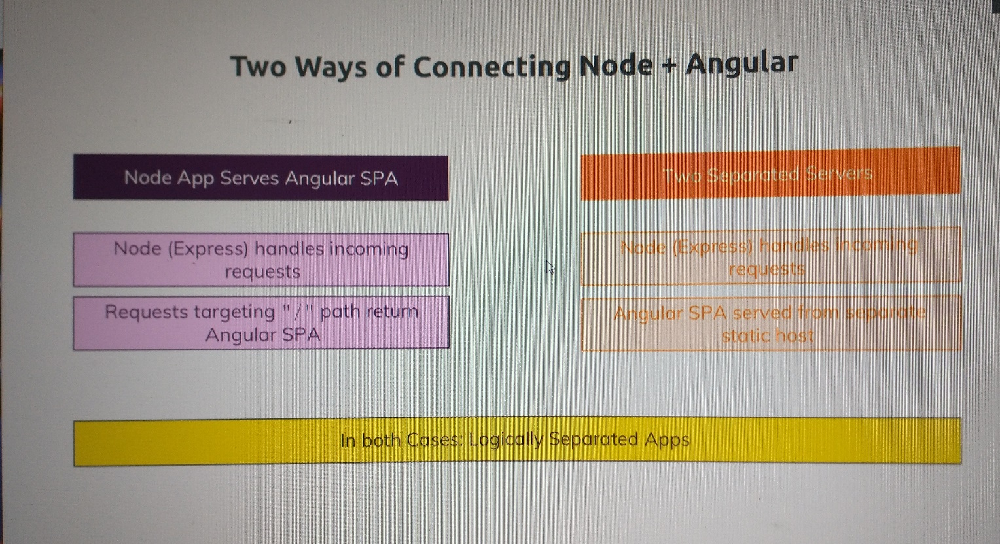 Two Ways of Connecting Node + Angular
Node App Serves Angular SPA
Node (Express) handles incoming
requests
Requests targeting "/" path return
Angular SPA
Two Separated Servers
Node (Express) handles incoming
requests
Angular SPA served from separate
static host
In both Cases: Logically Separated Apps